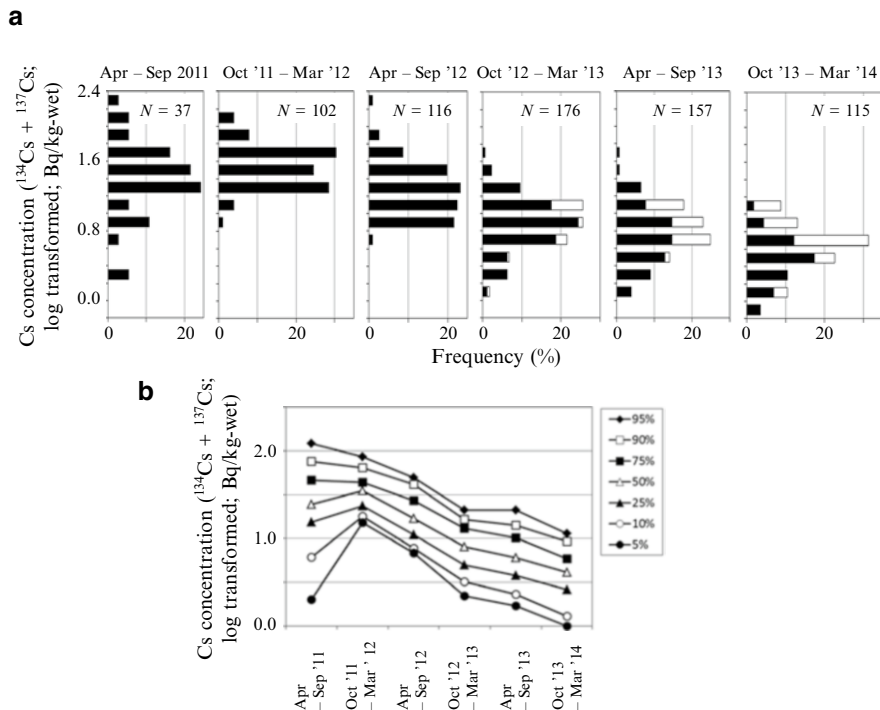 a
Apr – Sep 2011
Oct '11 – Mar '12
Apr – Sep '12
Oct '12 – Mar '13
Apr – Sep '13
Oct '13 – Mar '14
N = 37
N = 102
N = 116
N = 176
N = 157
N = 115
Cs concentration (¹³⁴Cs + ¹³⁷Cs;
log transformed; Bq/kg-wet)
2.4
1.6
0.8
0.0
0 20
0 20
0 20
0 20
0 20
0 20
Frequency (%)
b
Cs concentration (¹³⁴Cs + ¹³⁷Cs;
log transformed; Bq/kg-wet)
2.0
1.0
0.0
95%
90%
75%
50%
25%
10%
5%
Apr
– Sep '11
Oct '11
– Mar ' 12
Apr
– Sep '12
Oct '12
– Mar '13
Apr
– Sep '13
Oct '13
– Mar '14